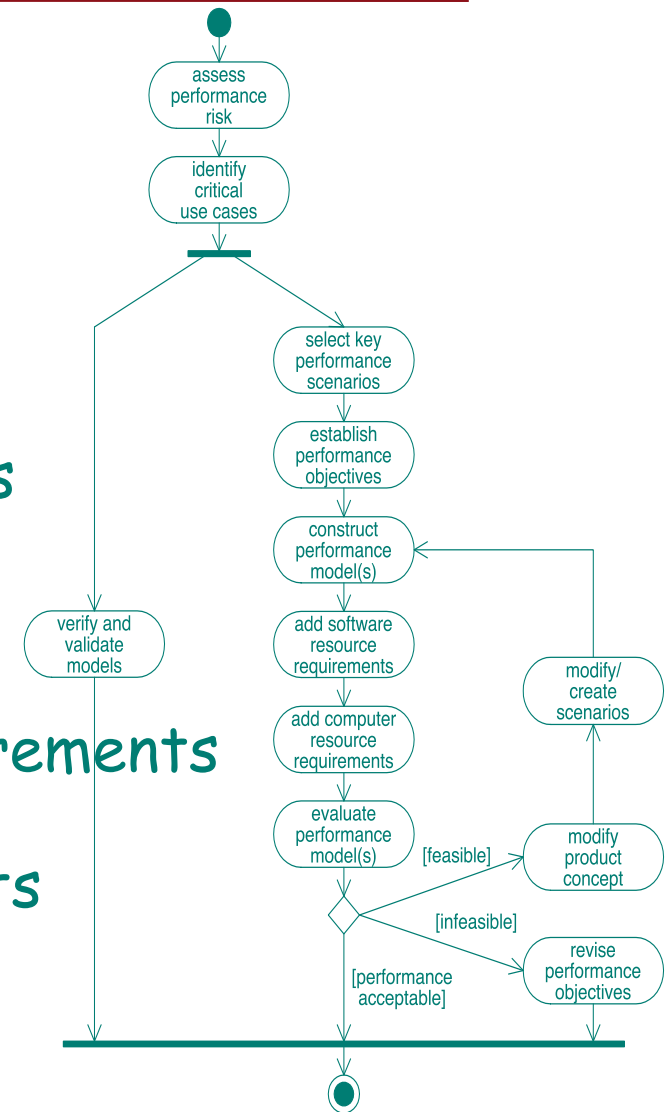 assess
performance
risk
identify
critical
use cases
select key
performance
scenarios
establish
performance
objectives
s
construct
performance
model(s)
verify and
validate
models
add software
resource
requirements
modify/
create
scenarios
add computer
resource
requirements
rements
evaluate
performance
model(s)
[feasible]
modify
product
concept
rs
[infeasible]
revise
performance
objectives
[performance
acceptable]